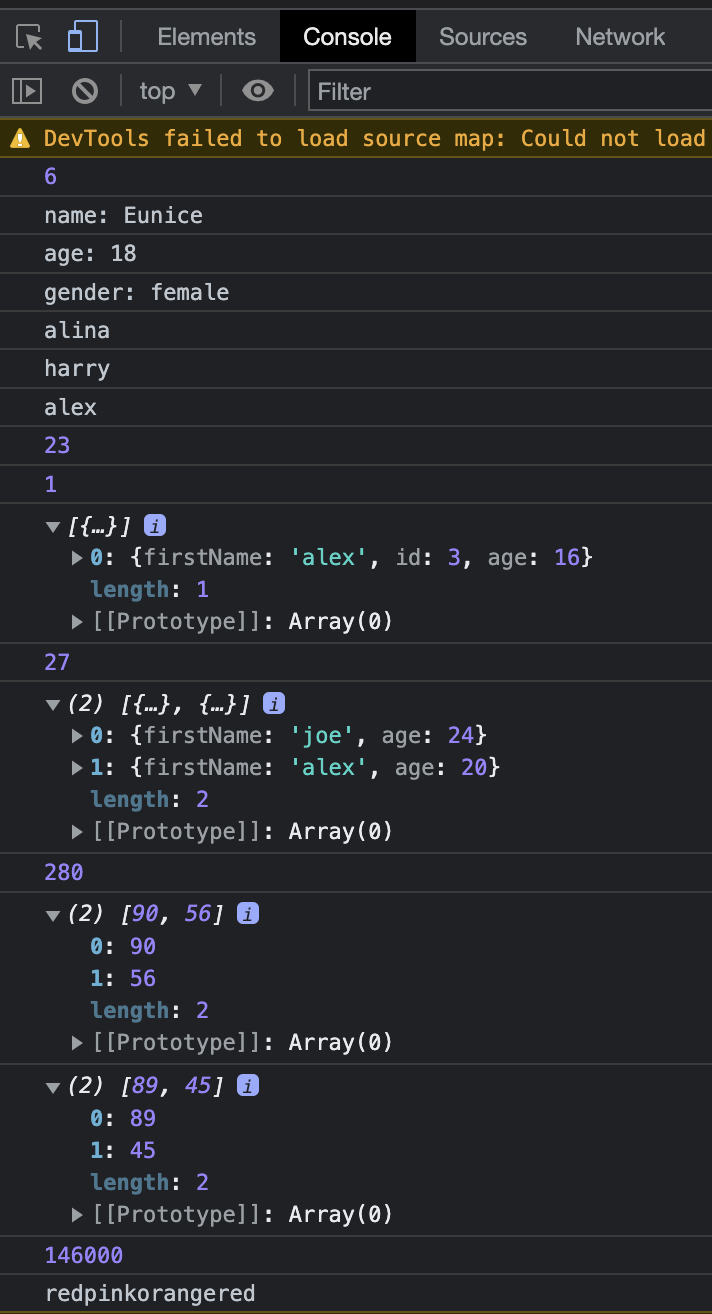 Elements Console Sources Network
top Filter
DevTools failed to load source map: Could not load
6
name: Eunice
age: 18
gender: female
alina
harry
alex
23
1
[{…}] i
0: {firstName: 'alex', id: 3, age: 16}
length: 1
[[Prototype]]: Array(0)
27
(2) [{…}, {…}] i
0: {firstName: 'joe', age: 24}
1: {firstName: 'alex', age: 20}
length: 2
[[Prototype]]: Array(0)
280
(2) [90, 56] i
0: 90
1: 56
length: 2
[[Prototype]]: Array(0)
(2) [89, 45] i
0: 89
1: 45
length: 2
[[Prototype]]: Array(0)
146000
redpinkorangered